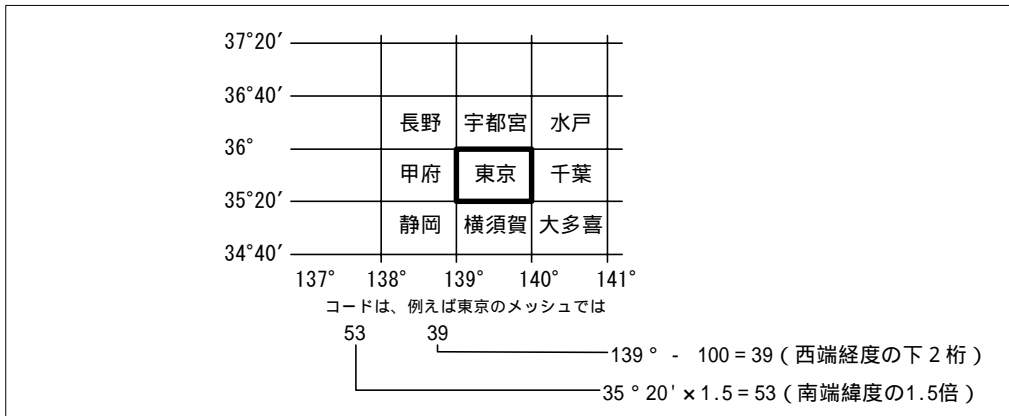 37°20′
36°40′
長野 宇都宮 水戸
36°
甲府 東京 千葉
35°20′
静岡 横須賀 大多喜
34°40′
137° 138° 139° 140° 141°
コードは、例えば東京のメッシュでは
53 39
139 ° - 100 = 39 ( 西端経度の下 2 桁 )
35 ° 20' × 1.5 = 53 ( 南端緯度の1.5倍 )